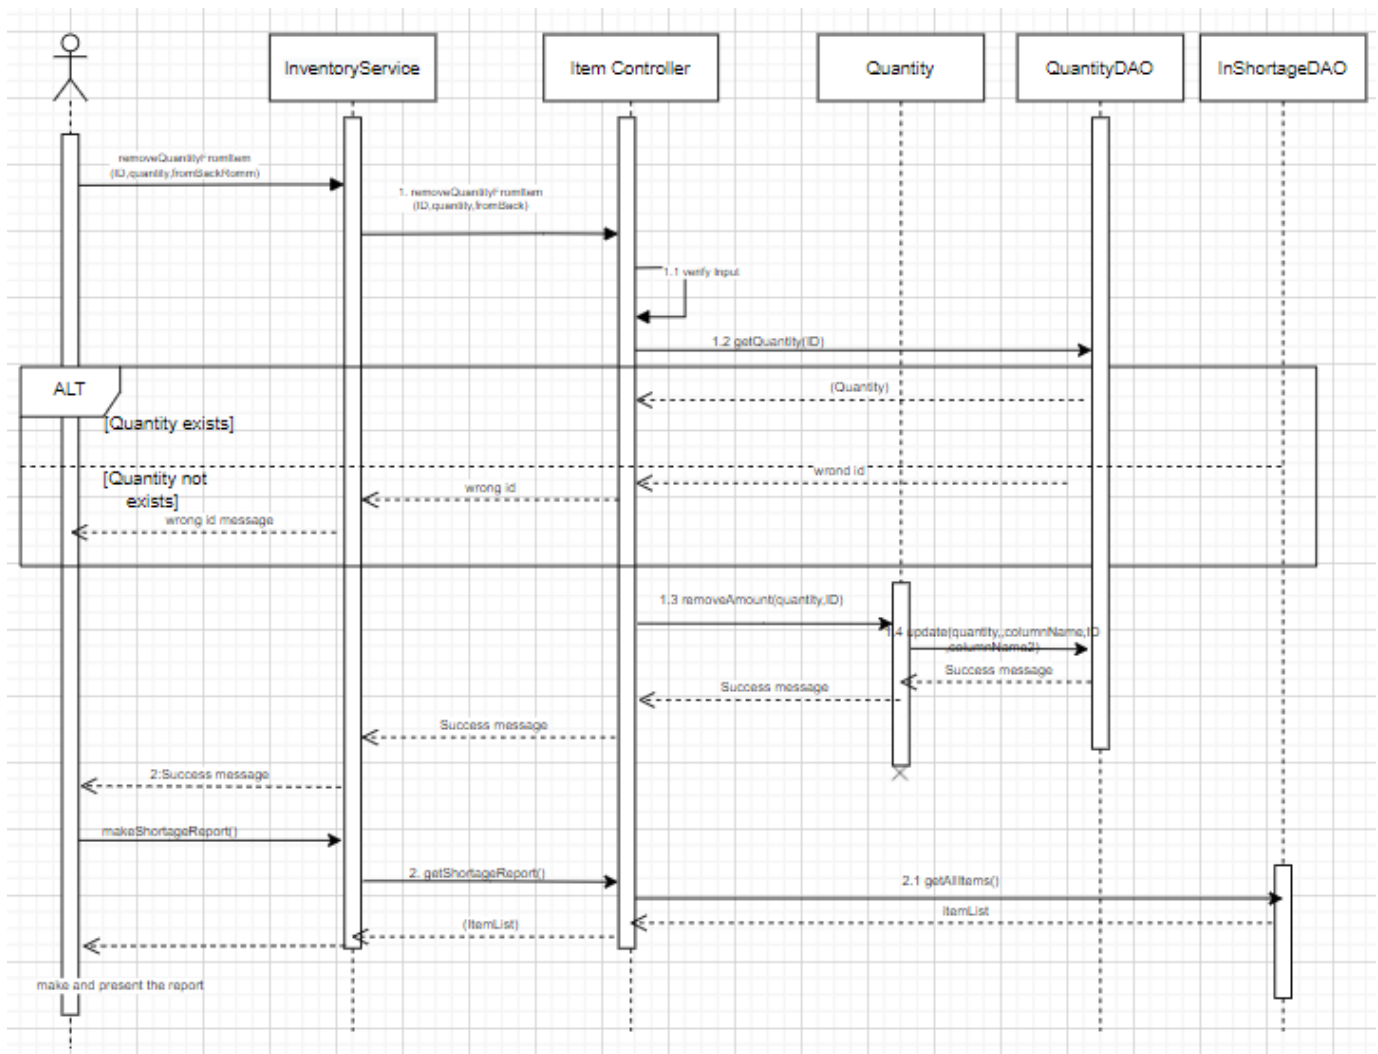 InventoryService
Item Controller
Quantity
QuantityDAO
InShortageDAO
removeQuantityFromItem
(ID,quantity,fromBackRomm)
1. removeQuantityFromItem
(ID,quantity,fromBack)
1.1 verify Input
1.2 getQuantity(ID)
ALT
(Quantity)
[Quantity exists]
wrond id
[Quantity not
exists]
wrong id
wrong id message
1.3 removeAmount(quantity,ID)
1.4 update(quantity,,columnName,ID
,columnName2)
Success message
Success message
Success message
2:Success message
makeShortageReport()
2. getShortageReport()
2.1 getAllItems()
ItemList
(ItemList)
make and present the report